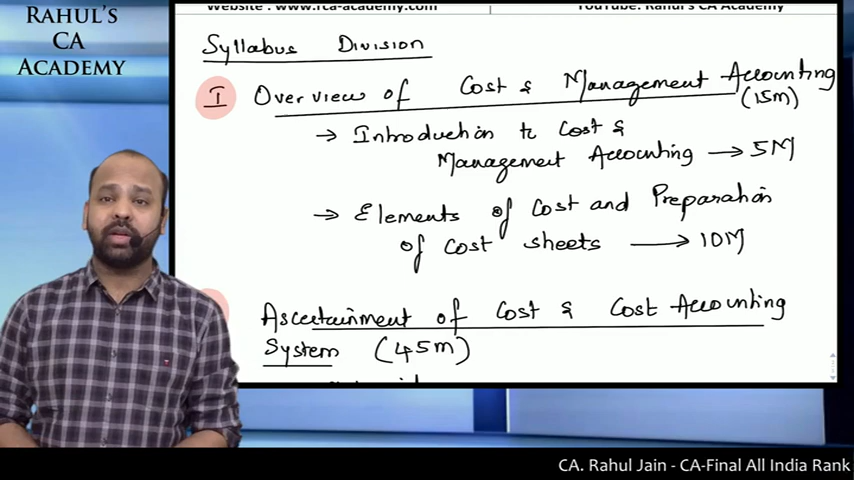 RAHUL'S
CA
ACADEMY
Website : www.rca-academy.com
YouTube: Rahul's CA Academy
Syllabus Division
I Overview of Cost & Management Accounting
(15m)
→ Introduction to Cost &
Management Accounting → 5M
→ Elements of Cost and Preparation
of Cost sheets → 10M
Ascertainment of Cost & Cost Accounting
System (45m)
CA. Rahul Jain - CA-Final All India Rank